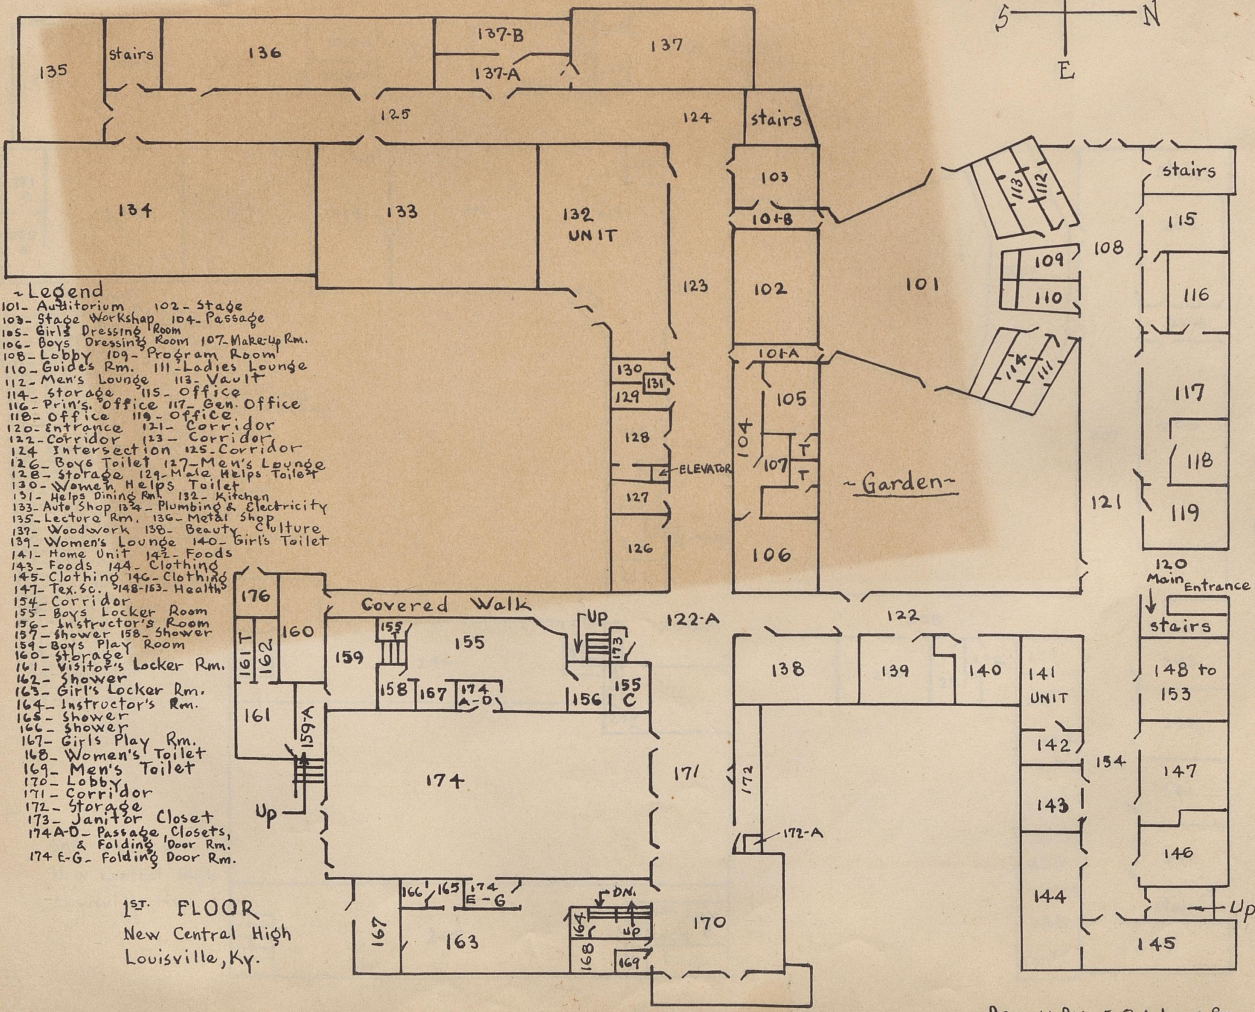 S N
E
137-B
137
136
stairs
135
137-A
125
124
stairs
103
134
133
132
UNIT
101-B
123
102
101
113
112
108
stairs
115
109
110
116
101-A
114
111
117
130
131
129
105
104
128
107
T
T
ELEVATOR
127
126
106
~Garden~
118
121
119
120
Main Entrance
stairs
~Legend
101- Auditorium 102- Stage
103- Stage Workshop 104- Passage
105- Girls Dressing Room
106- Boys Dressing Room 107-Make-Up Rm.
108- Lobby 109- Program Room
110- Guides Rm. 111-Ladies Lounge
112- Men's Lounge 113- Vault
114- Storage 115- Office
116- Prin's. Office 117- Gen. Office
118- Office 119- Office
120- Entrance 121- Corridor
122- Corridor 123- Corridor
124 Intersection 125- Corridor
126- Boys Toilet 127- Men's Lounge
128- Storage 129- Male Helps Toilet
130- Women Helps Toilet
131- Helps Dining Rm. 132- Kitchen
133- Auto Shop 134- Plumbing & Electricity
135- Lecture Rm. 136- Metal Shop
137- Woodwork 138- Beauty Culture
139- Women's Lounge 140- Girl's Toilet
141- Home Unit 142- Foods
143- Foods 144- Clothing
145- Clothing 146- Clothing
147- Tex. Sc. 148-153- Health
154- Corridor
155- Boys Locker Room
156- Instructor's Room
157- Shower 158- Shower
159- Boys Play Room
160- Storage
161- Visitor's Locker Rm.
162- Shower
163- Girl's Locker Rm.
164- Instructor's Rm.
165- Shower
166- Shower
167- Girls Play Rm.
168- Women's Toilet
169- Men's Toilet
170- Lobby
171- Corridor
172- Storage
173- Janitor Closet
174A-D- Passage, Closets,
& Folding Door Rm.
174 E-G- Folding Door Rm.
176
160
161T
162
161
159-A
Up
Covered Walk
159
155
T
155
158
167
174
A-D
Up
173
156
155
C
122-A
122
138
139
140
141
UNIT
148 to
153
142
154
147
143
146
144
Up
145
174
171
172
172-A
166
165
174
E-G
167
163
164
DN.
Up
168
169
170
1ST. FLOOR
New Central High
Louisville, Ky.